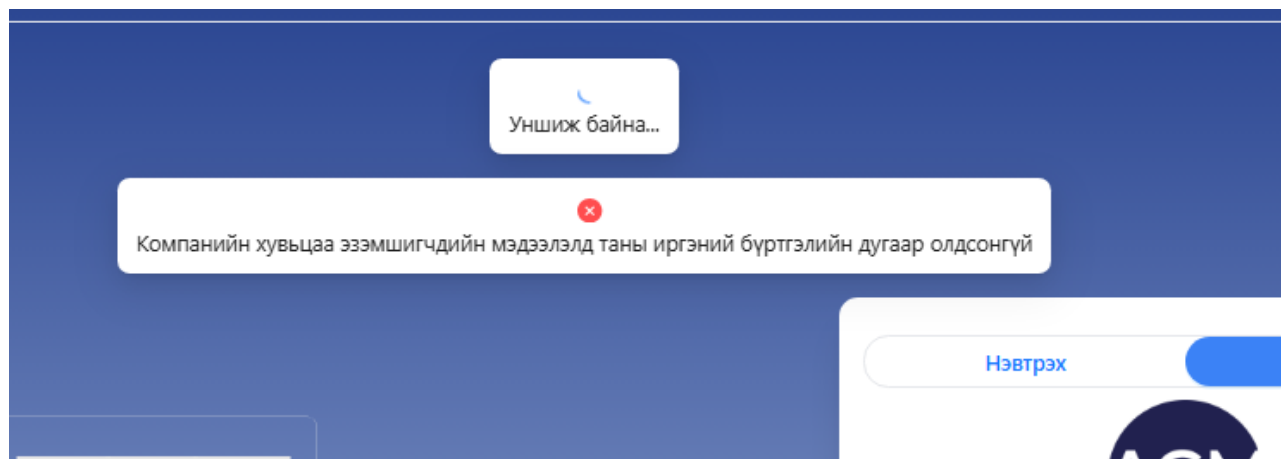 Уншиж байна...
Компанийн хувьцаа эзэмшигчдийн мэдээлэлд таны иргэний бүртгэлийн дугаар олдсонгүй
Нэвтрэх